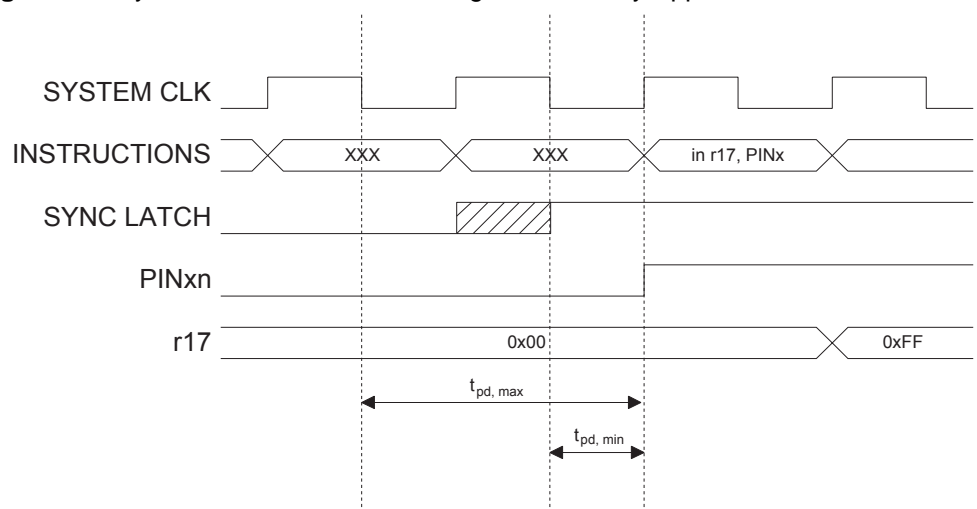 SYSTEM CLK
INSTRUCTIONS XXX XXX in r17, PINx
SYNC LATCH
PINxn
r17 0x00 0xFF
tpd, max
tpd, min